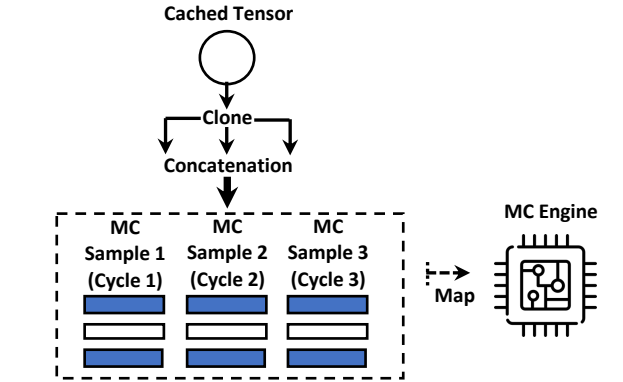 Cached Tensor
Clone
Concatenation
MC
Sample 1
(Cycle 1)
MC
Sample 2
(Cycle 2)
MC
Sample 3
(Cycle 3)
Map
MC Engine